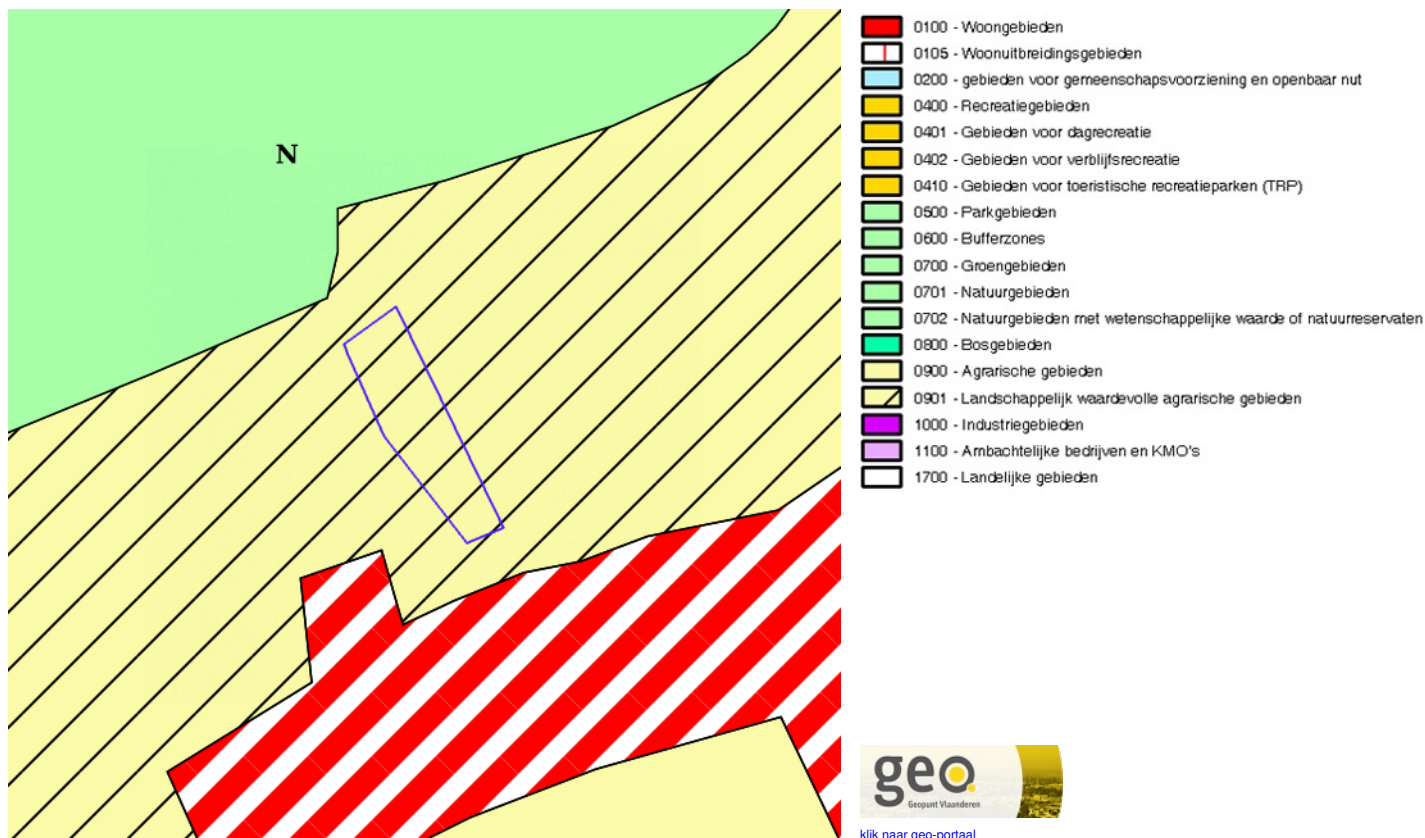 N
0100 - Woongebieden
0105 - Woonuitbreidingsgebieden
0200 - gebieden voor gemeenschapsvoorziening en openbaar nut
0400 - Recreatiegebieden
0401 - Gebieden voor dagrecreatie
0402 - Gebieden voor verblijfsrecreatie
0410 - Gebieden voor toeristische recreatieparken (TRP)
0500 - Parkgebieden
0600 - Bufferzones
0700 - Groengebieden
0701 - Natuurgebieden
0702 - Natuurgebieden met wetenschappelijke waarde of natuurreservaten
0800 - Bosgebieden
0900 - Agrarische gebieden
0901 - Landschappelijk waardevolle agrarische gebieden
1000 - Industriegebieden
1100 - Ambachtelijke bedrijven en KMO's
1700 - Landelijke gebieden
geo
Geopunt Vlaanderen
klik naar geo-portaal